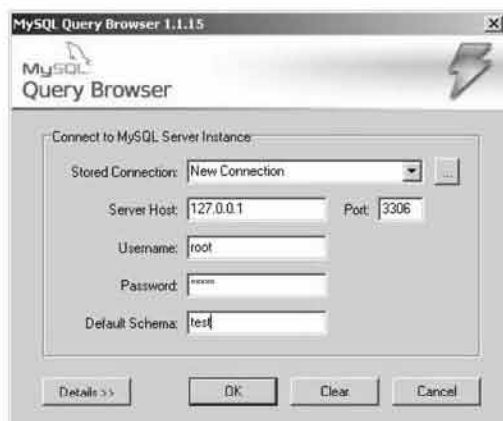 MySQL Query Browser 1.1.15
MySQL
Query Browser
Connect to MySQL Server Instance
Stored Connection: New Connection ...
Server Host: 127.0.0.1 Port: 3306
Username: root
Password: *****
Default Schema: test
Details >> OK Clear Cancel